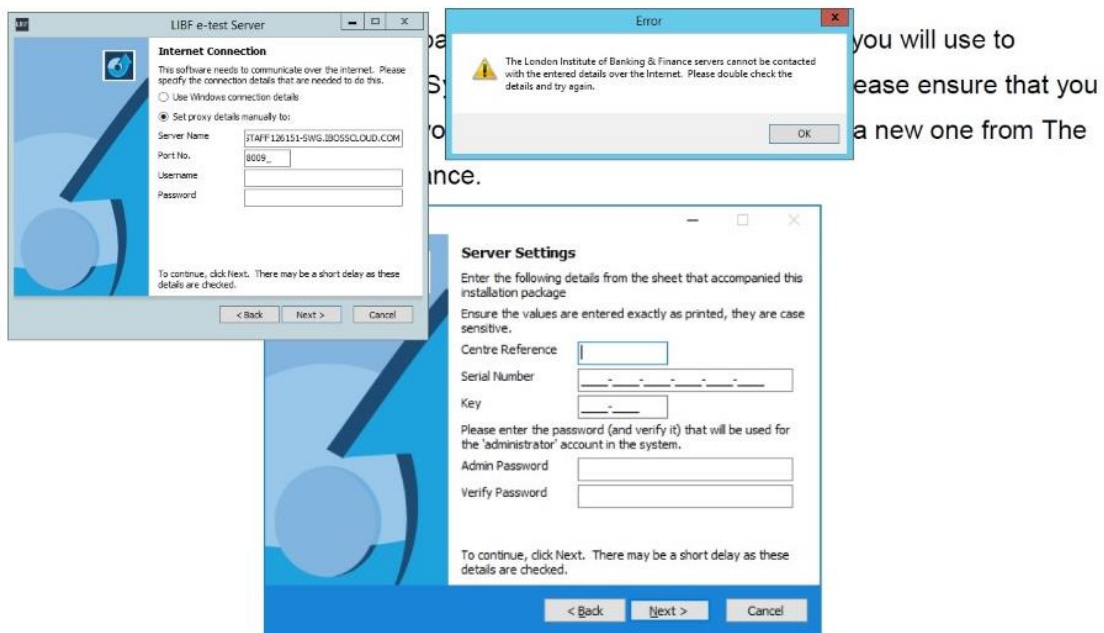 LIBF e-test Server
Internet Connection
This software needs to communicate over the internet. Please
specify the connection details that are needed to do this.
Use Windows connection details
Set proxy details manually to:
Server Name STAFF126151-SWG.IBOSSCLOUD.COM
Port No. 8009_
Username
Password
To continue, click Next. There may be a short delay as these
details are checked.
< Back Next > Cancel
Error
The London Institute of Banking & Finance servers cannot be contacted
with the entered details over the Internet. Please double check the
details and try again.
OK
you will use to
ease ensure that you
a new one from The
ance.
Server Settings
Enter the following details from the sheet that accompanied this
installation package
Ensure the values are entered exactly as printed, they are case
sensitive.
Centre Reference
Serial Number
Key
Please enter the password (and verify it) that will be used for
the 'administrator' account in the system.
Admin Password
Verify Password
To continue, click Next. There may be a short delay as these
details are checked.
< Back Next > Cancel